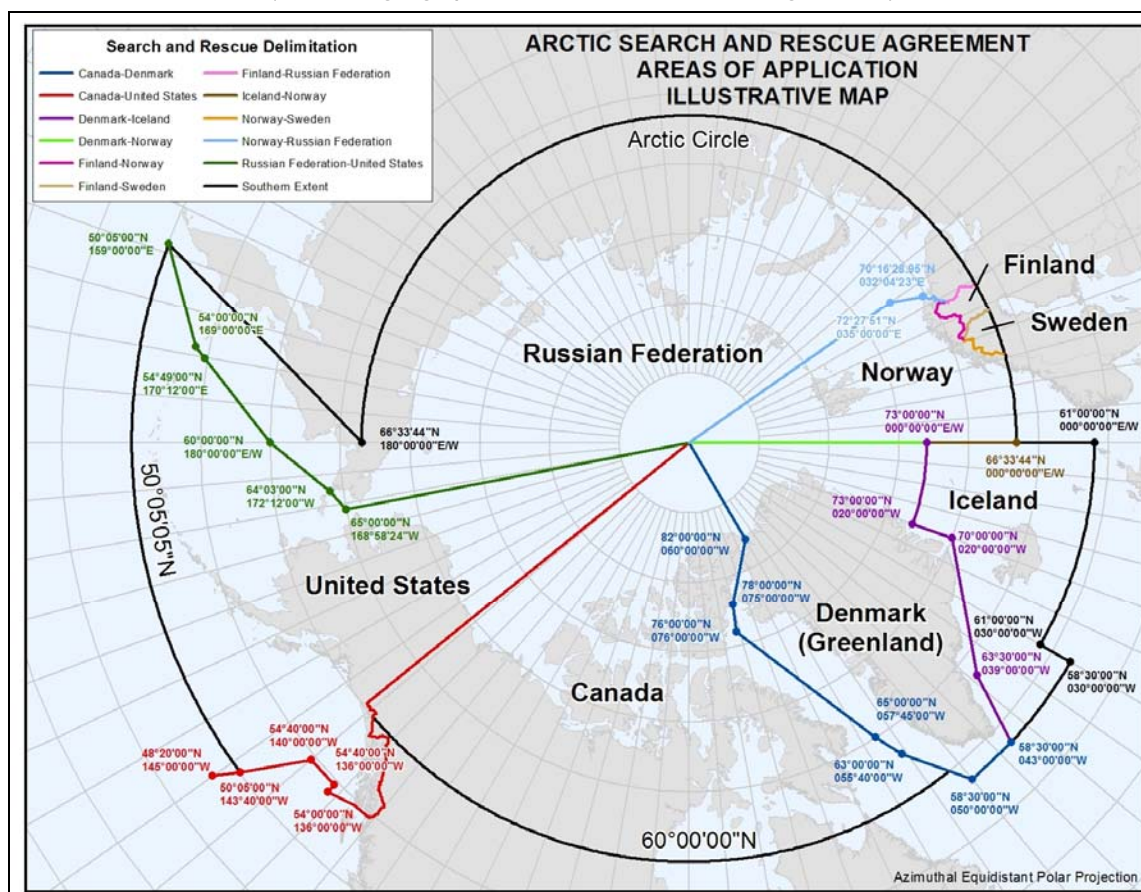 ARCTIC SEARCH AND RESCUE AGREEMENT
AREAS OF APPLICATION
ILLUSTRATIVE MAP
Search and Rescue Delimitation
Canada-Denmark
Canada-United States
Denmark-Iceland
Denmark-Norway
Finland-Norway
Finland-Sweden
Finland-Russian Federation
Iceland-Norway
Norway-Sweden
Norway-Russian Federation
Russian Federation-United States
Southern Extent
Arctic Circle
50°05'00"N
159°00'00"E
54°00'00"N
169°00'00"E
54°49'00"N
170°12'00"E
60°00'00"N
180°00'00"E/W
64°03'00"N
172°12'00"W
65°00'00"N
168°58'24"W
66°33'44"N
180°00'00"E/W
50°05'05"N
70°16'28.95"N
032°04'23"E
72°27'51"N
035°00'00"E
Finland
Sweden
Norway
Russian Federation
73°00'00"N
000°00'00"E/W
61°00'00"N
000°00'00"E/W
66°33'44"N
000°00'00"E/W
Iceland
73°00'00"N
020°00'00"W
70°00'00"N
020°00'00"W
82°00'00"N
060°00'00"W
78°00'00"N
075°00'00"W
76°00'00"N
076°00'00"W
United States
Denmark
(Greenland)
61°00'00"N
030°00'00"W
63°30'00"N
039°00'00"W
58°30'00"N
030°00'00"W
Canada
65°00'00"N
057°45'00"W
63°00'00"N
055°40'00"W
58°30'00"N
043°00'00"W
58°30'00"N
050°00'00"W
48°20'00"N
145°00'00"W
50°05'00"N
143°40'00"W
54°40'00"N
140°00'00"W
54°40'00"N
136°00'00"W
54°00'00"N
136°00'00"W
60°00'00"N
Azimuthal Equidistant Polar Projection